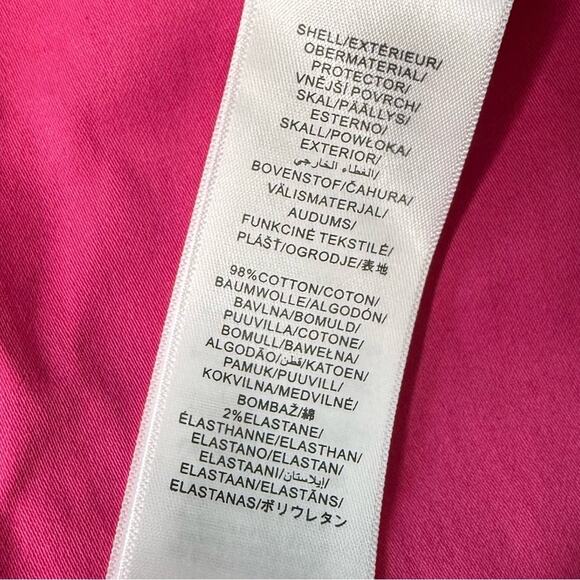 SHELL/EXTÉRIEUR/
OBERMATERIAL/
PROTECTOR/
VNĚJŠÍ POVRCH/
SKAL/PÄÄLLYS/
ESTERNO/
SKALL/POWŁOKA/
EXTERIOR/
الغطاء الخارجي/
BOVENSTOF/ČAHURA/
VÄLISMATERJAL/
AUDUMS/
FUNKCINĖ TEKSTILĖ/
PLÁŠŤ/OGRODJE/表地
98%COTTON/COTON/
BAUMWOLLE/ALGODÓN/
BAVLNA/BOMULD/
PUUVILLA/COTONE/
BOMULL/BAWEŁNA/
ALGODÃO/قطن/KATOEN/
PAMUK/PUUVILL/
KOKVILNA/MEDVILNĖ/
BOMBAŽ/綿
2%ELASTANE/
ÉLASTHANNE/ELASTHAN/
ELASTANO/ELASTAN/
ELASTAANI/إيلاستان/
ELASTAAN/ELASTĀNS/
ELASTANAS/ポリウレタン